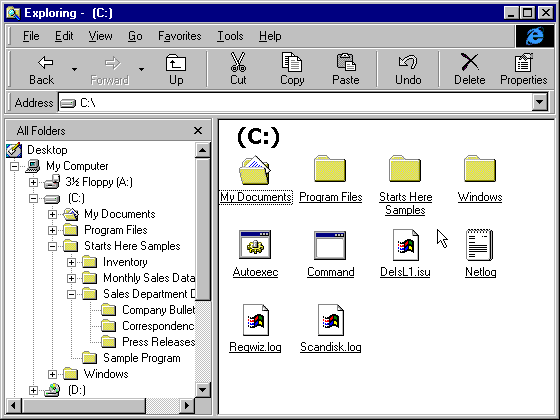 Exploring - (C:)
File Edit View Go Favorites Tools Help
Back Forward Up Cut Copy Paste Undo Delete Properties
Address C:\
All Folders
Desktop
My Computer
3½ Floppy (A:)
(C:)
My Documents
Program Files
Starts Here Samples
Inventory
Monthly Sales Data
Sales Department D
Company Bullet
Correspondenc
Press Releases
Sample Program
Windows
(D:)
(C:)
My Documents Program Files Starts Here Samples Windows
Autoexec Command DelsL1.isu Netlog
Reqwiz.log Scandisk.log